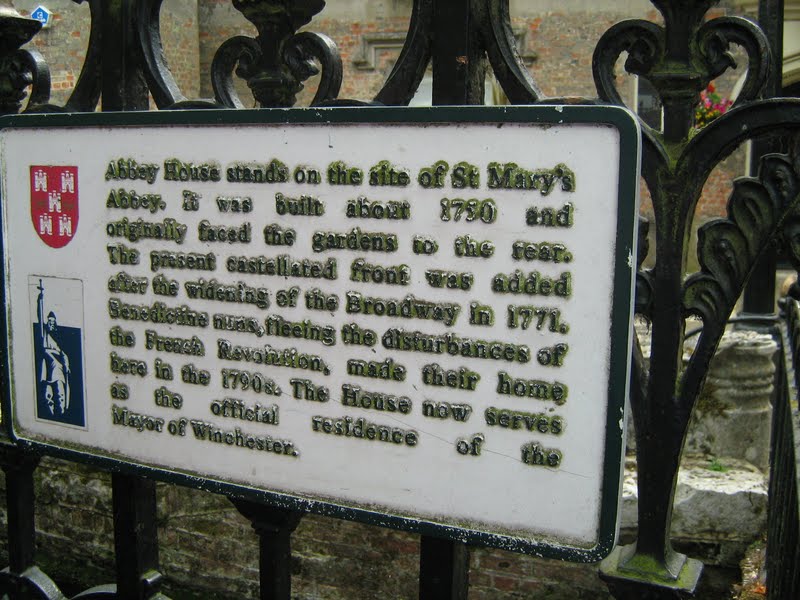 Abbey House stands on the site of St Mary's
Abbey. It was built about 1750 and
originally faced the gardens to the rear.
The present castellated front was added
after the widening of the Broadway in 1771.
Benedictine nuns, fleeing the disturbances of
the French Revolution, made their home
here in the 1790s. The House now serves
as the official residence of the
Mayor of Winchester.